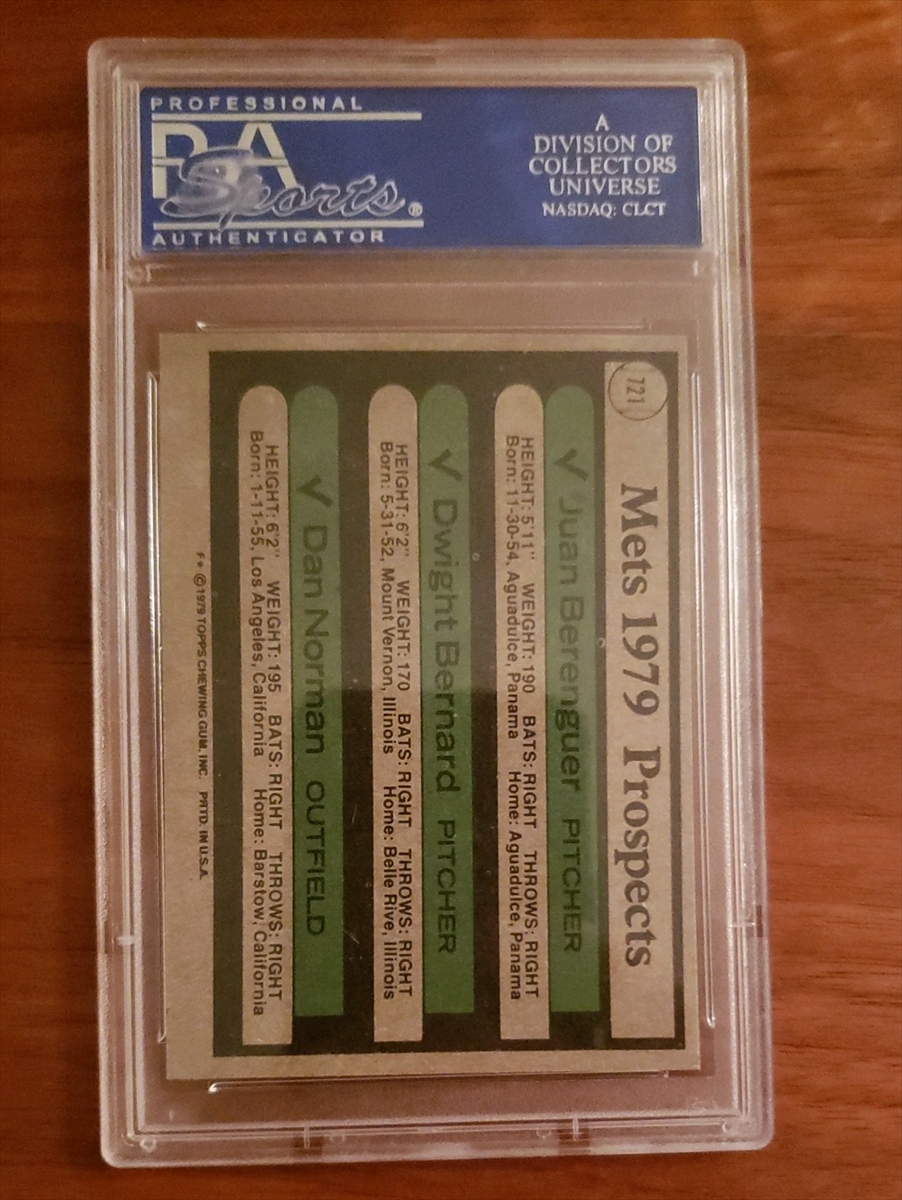 PROFESSIONAL
PSA
Sports®
AUTHENTICATOR
A
DIVISION OF
COLLECTORS
UNIVERSE
NASDAQ: CLCT
721
Mets 1979 Prospects
✓ Juan Berenguer PITCHER
HEIGHT: 5'11" WEIGHT: 190 BATS: RIGHT THROWS: RIGHT
Born: 11-30-54, Aguadulce, Panama Home: Aguadulce, Panama
✓ Dwight Bernard PITCHER
HEIGHT: 6'2" WEIGHT: 170 BATS: RIGHT THROWS: RIGHT
Born: 5-31-52, Mount Vernon, Illinois Home: Belle Rive, Illinois
✓ Dan Norman OUTFIELD
HEIGHT: 6'2" WEIGHT: 195 BATS: RIGHT THROWS: RIGHT
Born: 1-11-55, Los Angeles, California Home: Barstow, California
F* ©1979 TOPPS CHEWING GUM, INC. PRTD. IN U.S.A.